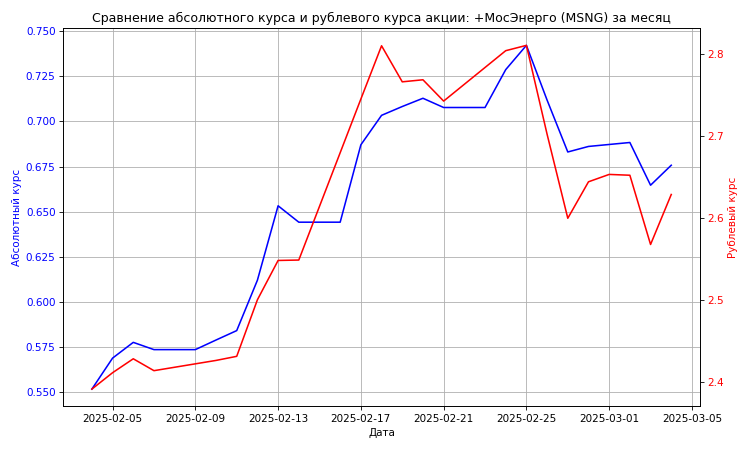 Сравнение абсолютного курса и рублевого курса акции: +МосЭнерго (MSNG) за месяц
0.750
0.725
0.700
0.675
0.650
0.625
0.600
0.575
0.550
Абсолютный курс
2.8
2.7
2.6
2.5
2.4
Рублевый курс
2025-02-05 2025-02-09 2025-02-13 2025-02-17 2025-02-21 2025-02-25 2025-03-01 2025-03-05
Дата